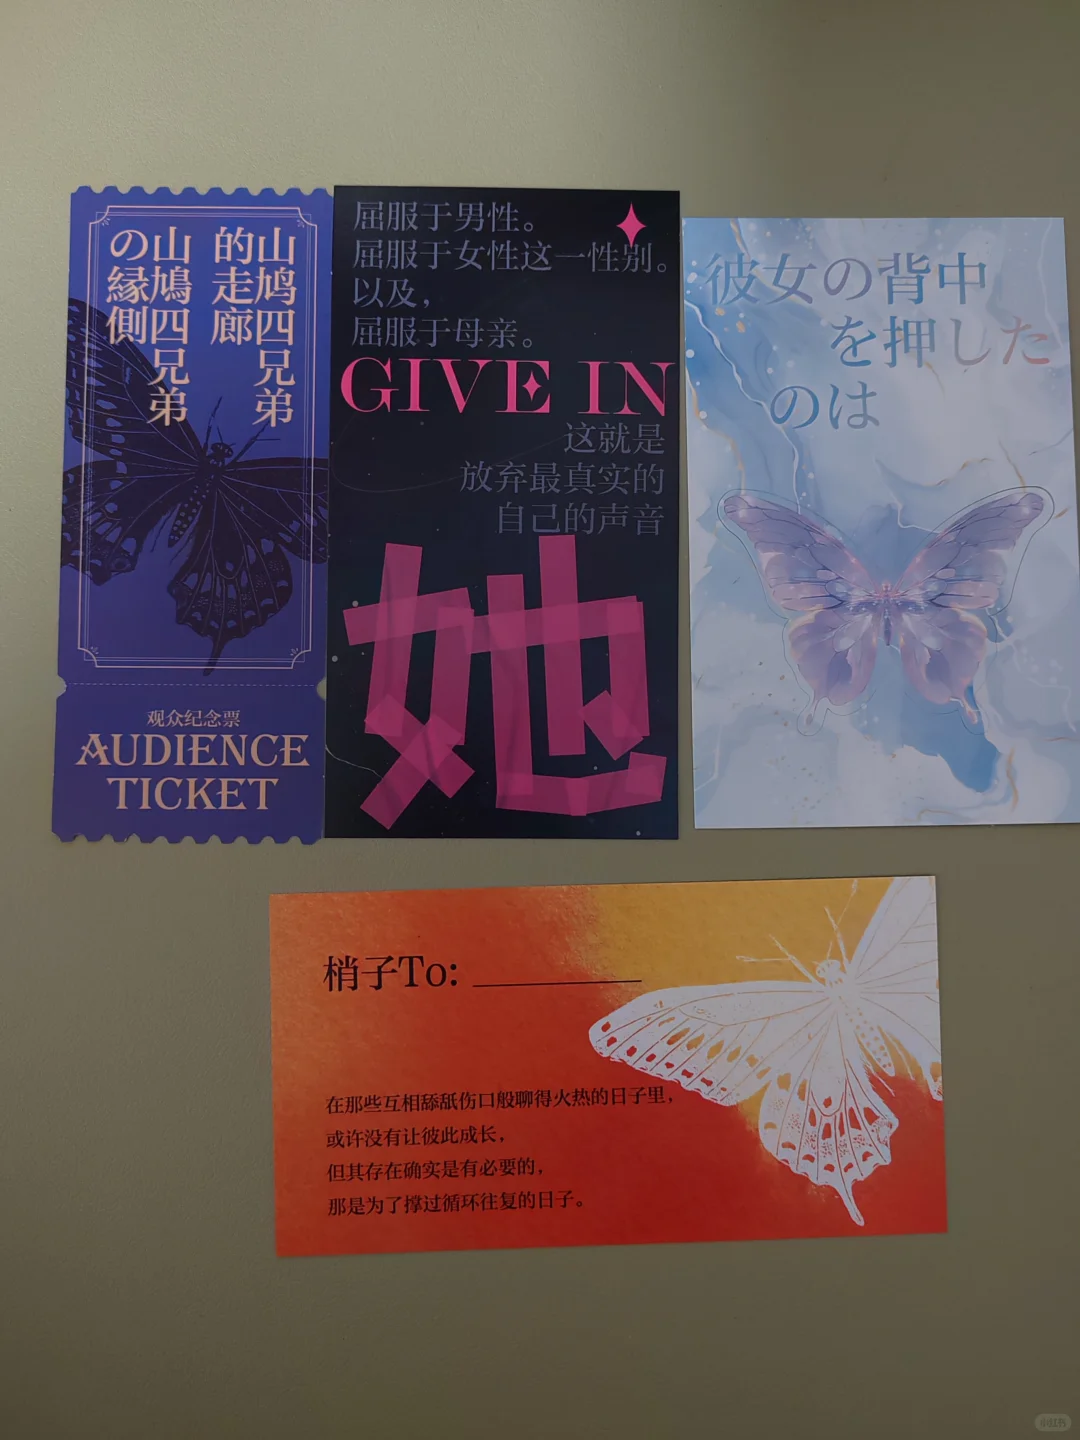 山鸠四兄弟
的走廊
山鳩四兄弟
の縁側
观众纪念票
AUDIENCE
TICKET
屈服于男性。
屈服于女性这一性别。
以及，
屈服于母亲。
GIVE IN
这就是
放弃最真实的
自己的声音
她
彼女の背中
を押した
のは
梢子To:
在那些互相舔舐伤口般聊得火热的日子里，
或许没有让彼此成长，
但其存在确实是有必要的，
那是为了撑过循环往复的日子。
小红书